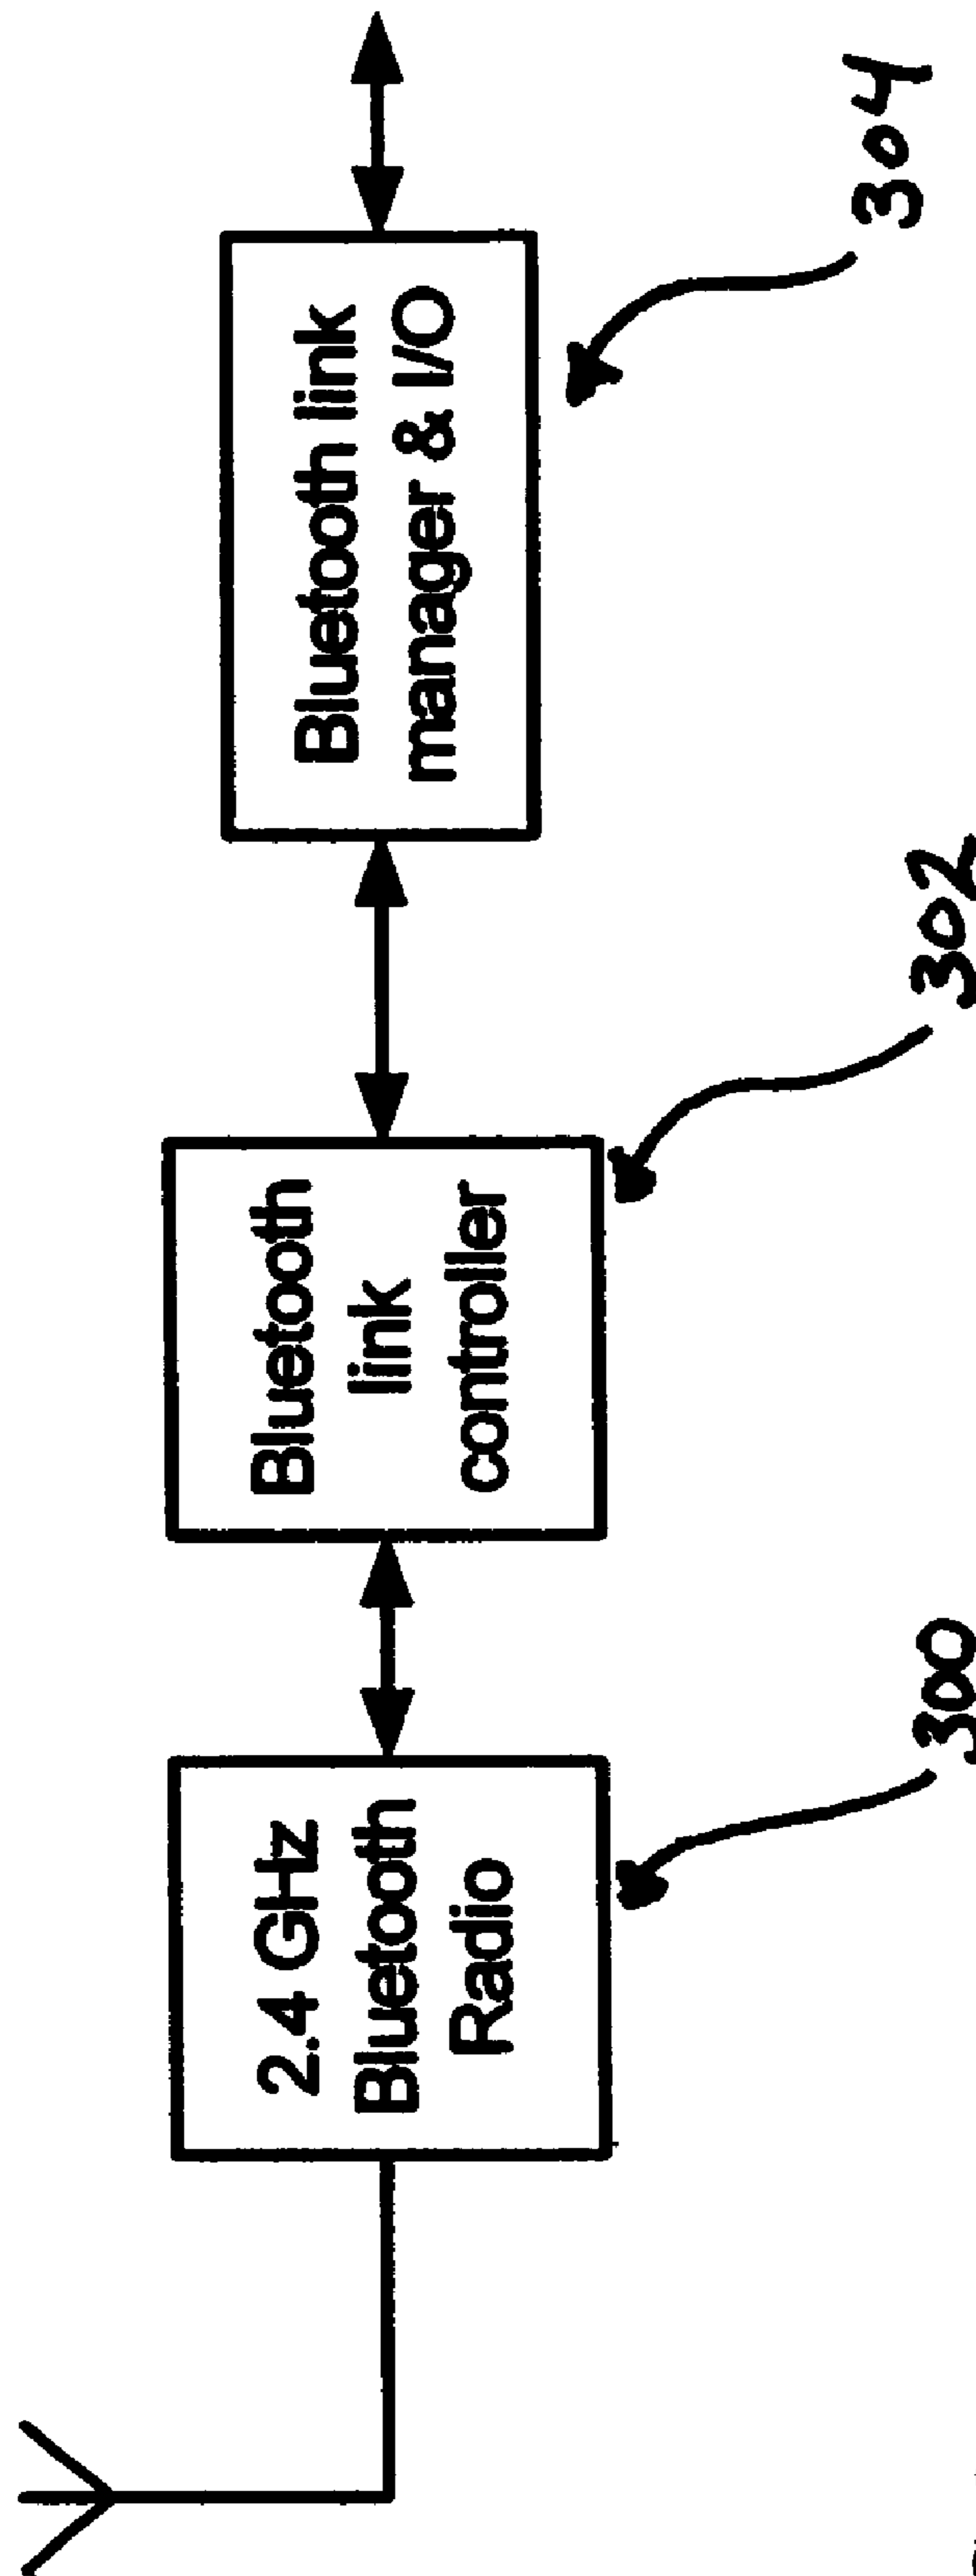 2.4 GHz
Bluetooth
Radio
300
Bluetooth
link
controller
302
Bluetooth link
manager & I/O
304